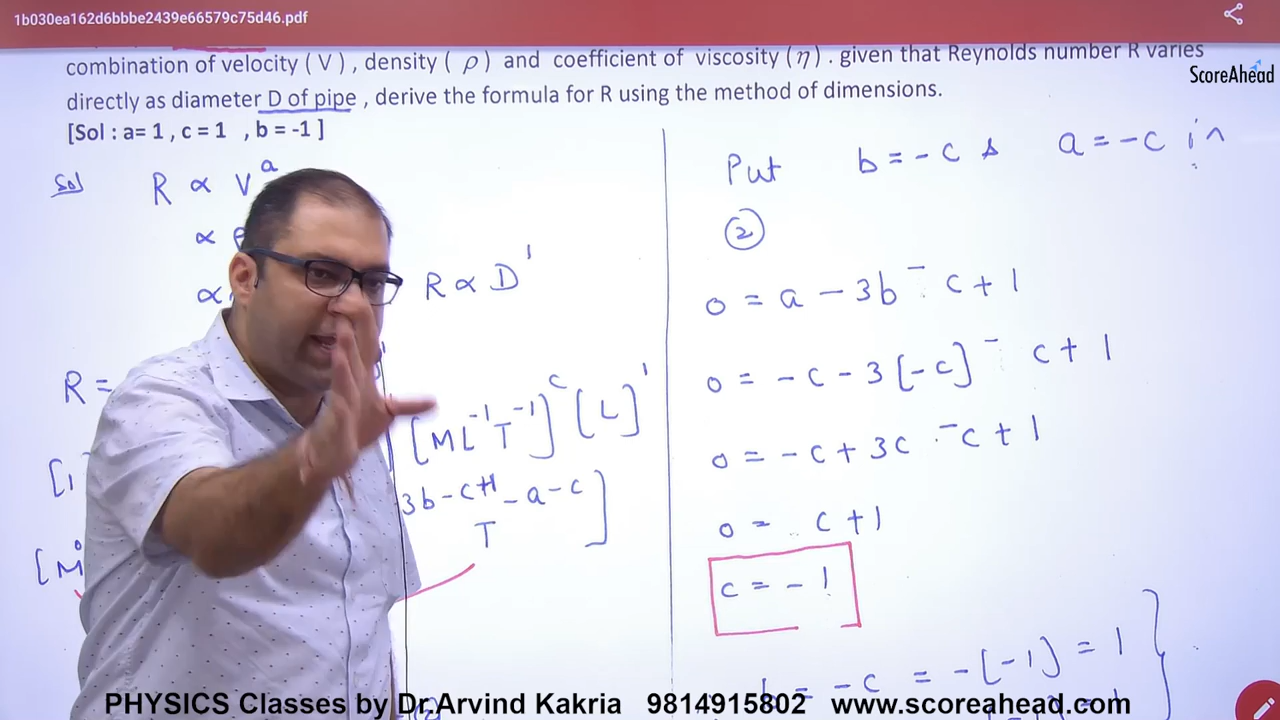 1b030ea162d6bbbe2439e66579c75d46.pdf
ScoreAhead
combination of velocity ( V ) , density ( ρ ) and coefficient of viscosity ( η ) . given that Reynolds number R varies
directly as diameter D of pipe , derive the formula for R using the method of dimensions.
[Sol : a= 1 , c = 1 , b = -1 ]
Sol R ∝ V^a
∝
∝ R ∝ D^1
R =
[ML^-1 T^-1]^c [L]^1
3b-c+1 -a-c
T ]
[M^0
Put b = -c & a = -c in
②
0 = a - 3b - c + 1
0 = -c - 3 [-c] - c + 1
0 = -c + 3c - c + 1
0 = c + 1
c = -1
b = -c = -[-1] = 1
PHYSICS Classes by Dr.Arvind Kakria 9814915802 www.scoreahead.com